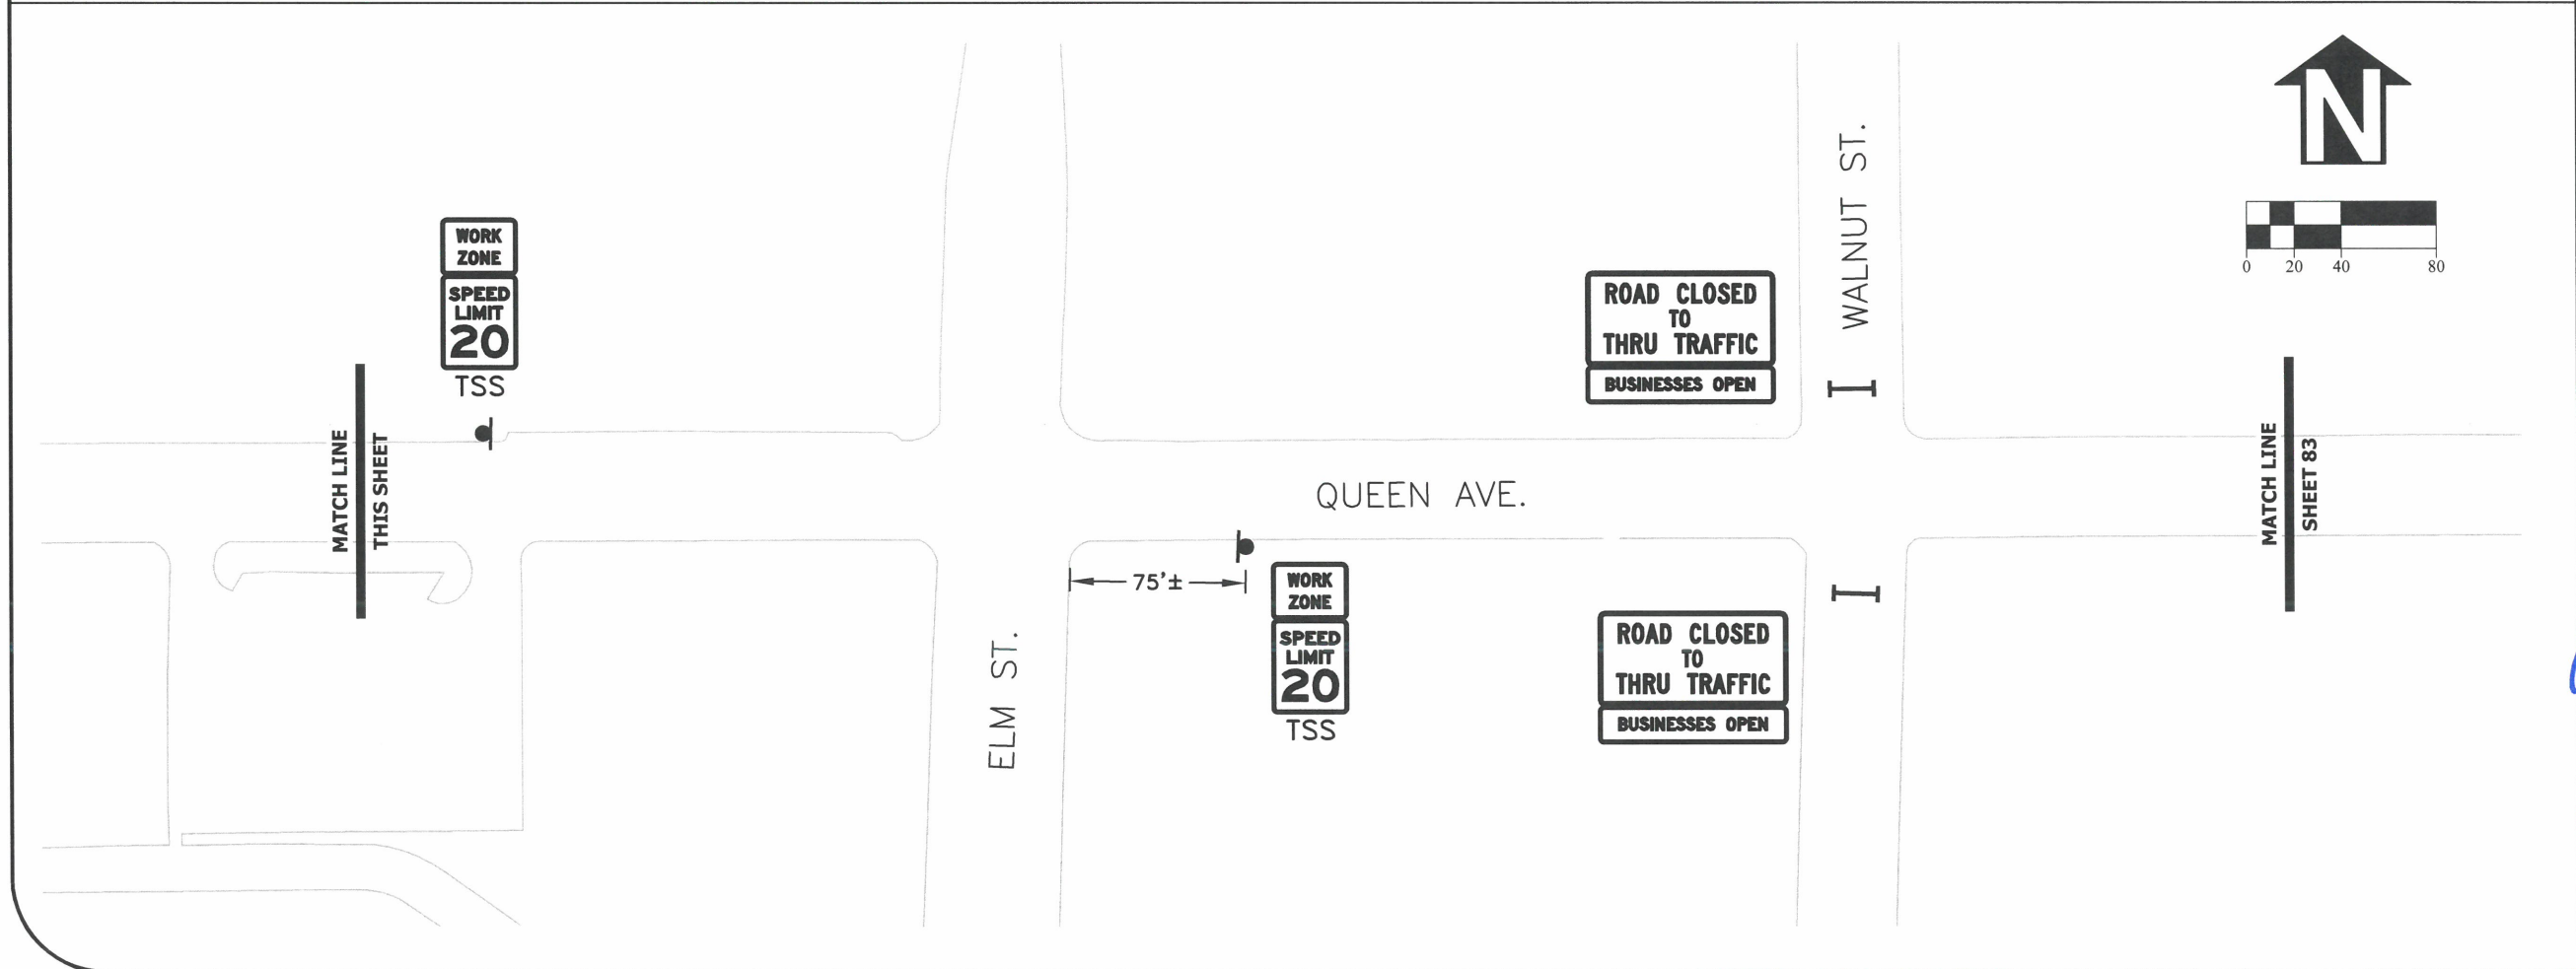 N
0 20 40 80
WORK
ZONE
SPEED
LIMIT
20
TSS
MATCH LINE
THIS SHEET
ROAD CLOSED
TO
THRU TRAFFIC
BUSINESSES OPEN
WALNUT ST.
QUEEN AVE.
MATCH LINE
SHEET 83
75'±
WORK
ZONE
SPEED
LIMIT
20
TSS
ELM ST.
ROAD CLOSED
TO
THRU TRAFFIC
BUSINESSES OPEN